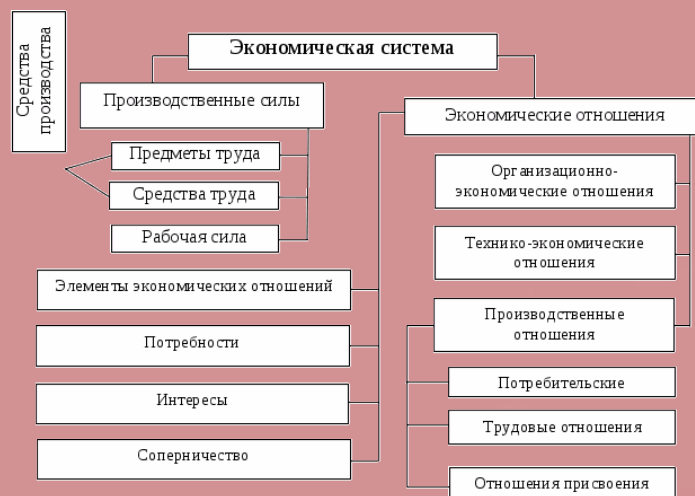 Экономическая система
Средства
производства
Производственные силы
Предметы труда
Средства труда
Рабочая сила
Экономические отношения
Организационно-
экономические отношения
Технико-экономические
отношения
Производственные
отношения
Потребительские
Трудовые отношения
Отношения присвоения
Элементы экономических отношений
Потребности
Интересы
Соперничество